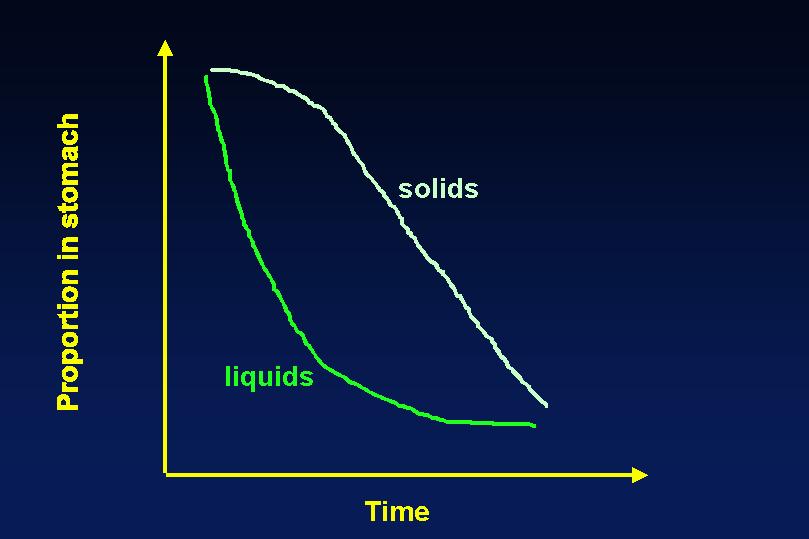 Proportion in stomach
solids
liquids
Time